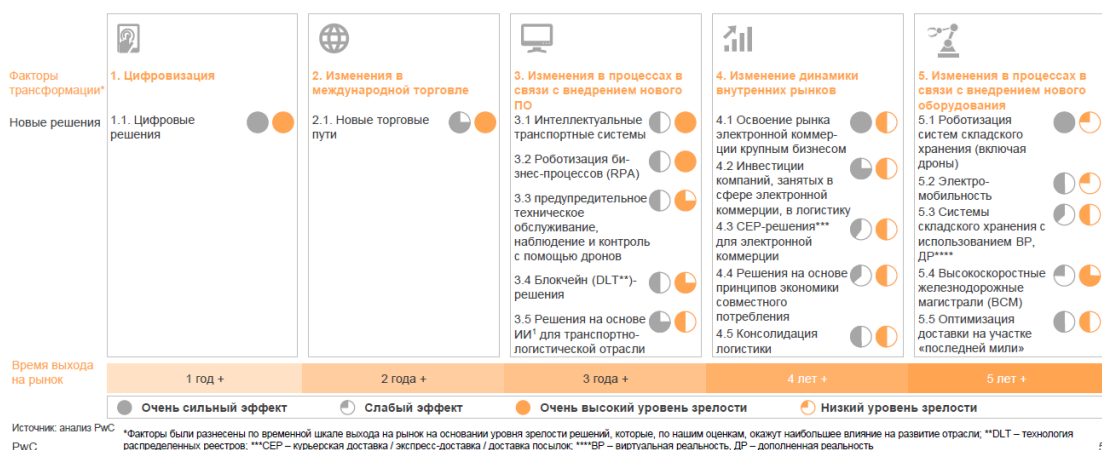 Факторы
трансформации*
1. Цифровизация
2. Изменения в
международной торговле
3. Изменения в процессах в
связи с внедрением нового
ПО
4. Изменение динамики
внутренних рынков
5. Изменения в процессах в
связи с внедрением нового
оборудования
Новые решения
1.1. Цифровые
решения
2.1. Новые торговые
пути
3.1 Интеллектуальные
транспортные системы
3.2 Роботизация би-
знес-процессов (RPA)
3.3 предупредительное
техническое
обслуживание,
наблюдение и контроль
с помощью дронов
3.4 Блокчейн (DLT**)-
решения
3.5 Решения на основе
ИИ¹ для транспортно-
логистической отрасли
4.1 Освоение рынка
электронной коммер-
ции крупным бизнесом
4.2 Инвестиции
компаний, занятых в
сфере электронной
коммерции, в логистику
4.3 CEP-решения***
для электронной
коммерции
4.4 Решения на основе
принципов экономики
совместного
потребления
4.5 Консолидация
логистики
5.1 Роботизация
систем складского
хранения (включая
дроны)
5.2 Электро-
мобильность
5.3 Системы
складского хранения с
использованием ВР,
ДР****
5.4 Высокоскоростные
железнодорожные
магистрали (ВСМ)
5.5 Оптимизация
доставки на участке
«последней мили»
Время выхода
на рынок
1 год +
2 года +
3 года +
4 лет +
5 лет +
Очень сильный эффект
Слабый эффект
Очень высокий уровень зрелости
Низкий уровень зрелости
Источник: анализ PwC
*Факторы были разнесены по временной шкале выхода на рынок на основании уровня зрелости решений, которые, по нашим оценкам, окажут наибольшее влияние на развитие отрасли; **DLT – технология
распределенных реестров; ***CEP – курьерская доставка / экспресс-доставка / доставка посылок; ****ВР – виртуальная реальность, ДР – дополненная реальность
PwC